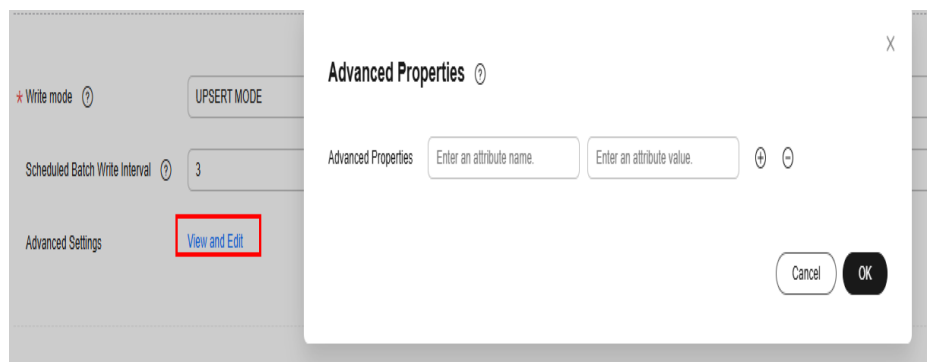 Advanced Properties
* Write mode UPSERT MODE
Advanced Properties Enter an attribute name. Enter an attribute value.
Scheduled Batch Write Interval 3
Advanced Settings View and Edit
Cancel OK